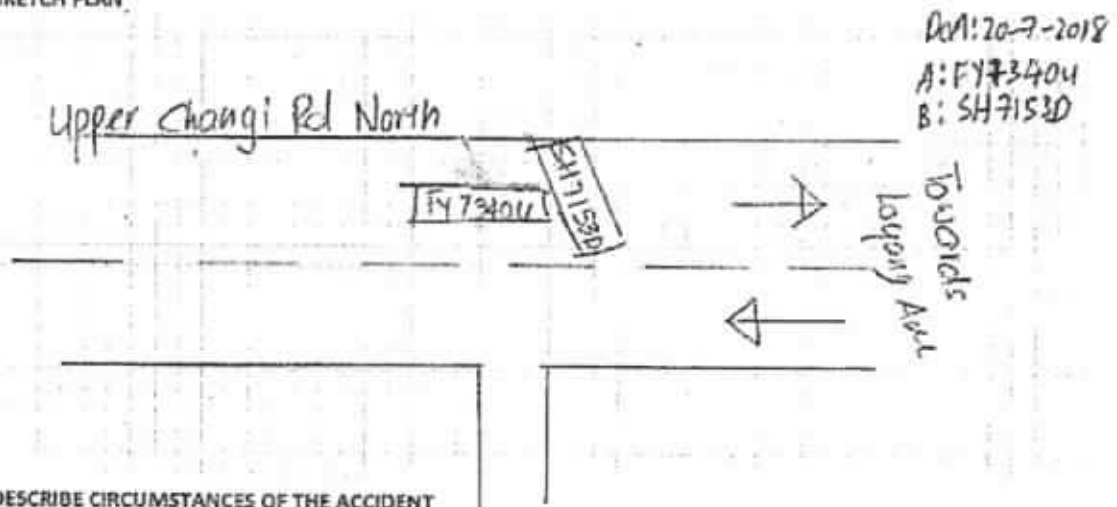 SKETCH PLAN
DOA: 20-7-2018
A: FY7340U
B: SH7153D
Upper Changi Rd North
FY7340U
SH7153D
Towards
Loyang Ave
DESCRIBE CIRCUMSTANCES OF THE ACCIDENT